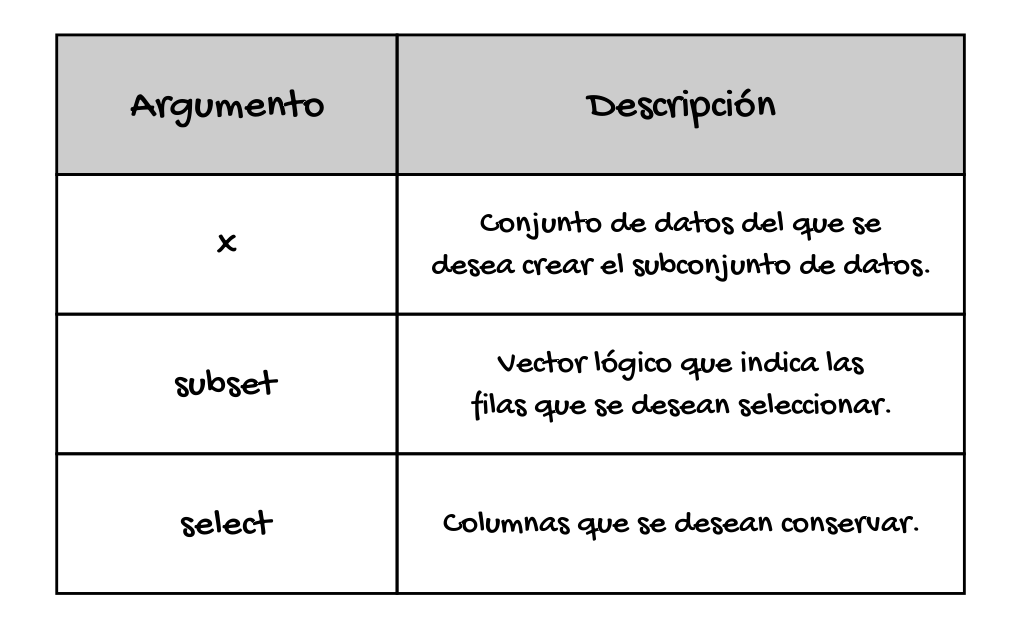 Argumento
Descripción
x
Conjunto de datos del que se
desea crear el subconjunto de datos.
subset
Vector lógico que indica las
filas que se desean seleccionar.
select
Columnas que se desean conservar.